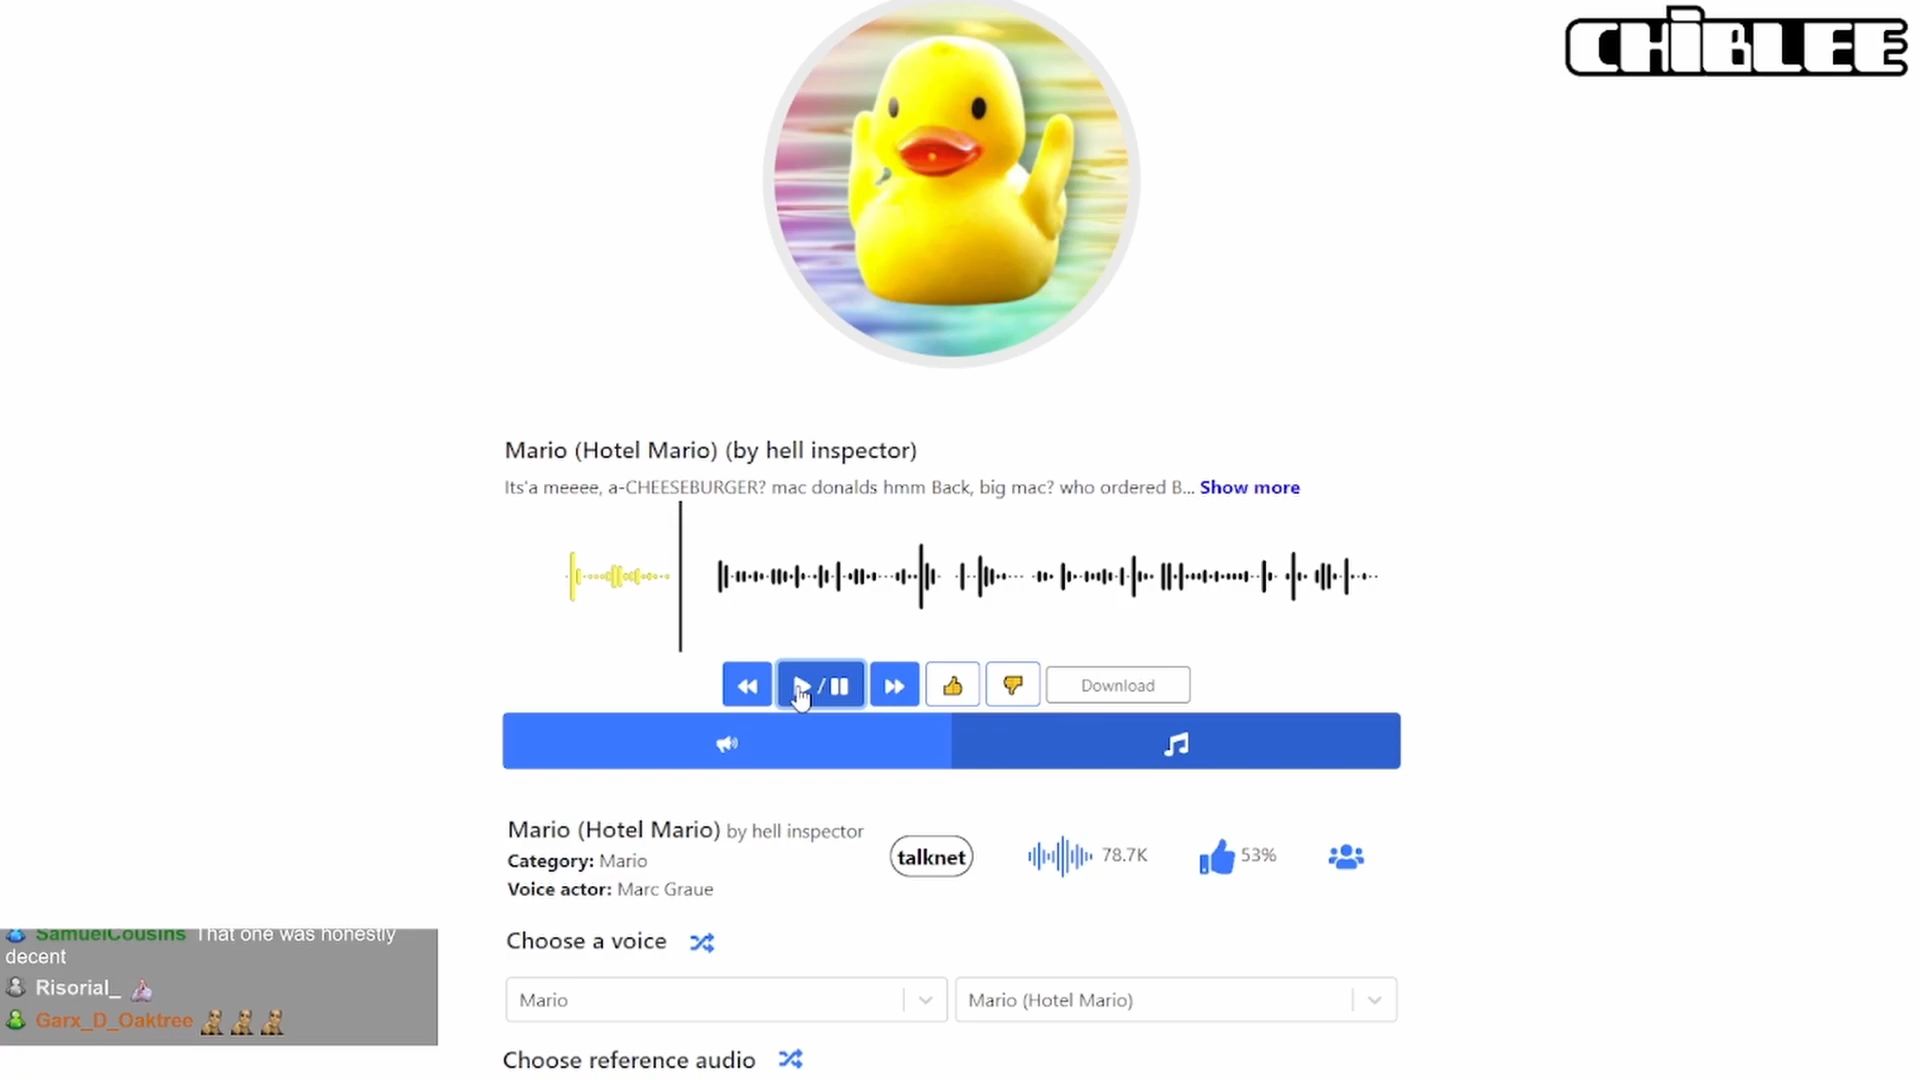 CHiBLEE
Mario (Hotel Mario) (by hell inspector)
Its'a meeee, a-CHEESEBURGER? mac donalds hmm Back, big mac? who ordered B... Show more
/
Download
Mario (Hotel Mario) by hell inspector
Category: Mario
Voice actor: Marc Graue
talknet
78.7K
53%
SamuelCousins That one was honestly
decent
Risorial_
Garx_D_Oaktree
Choose a voice
Mario
Mario (Hotel Mario)
Choose reference audio